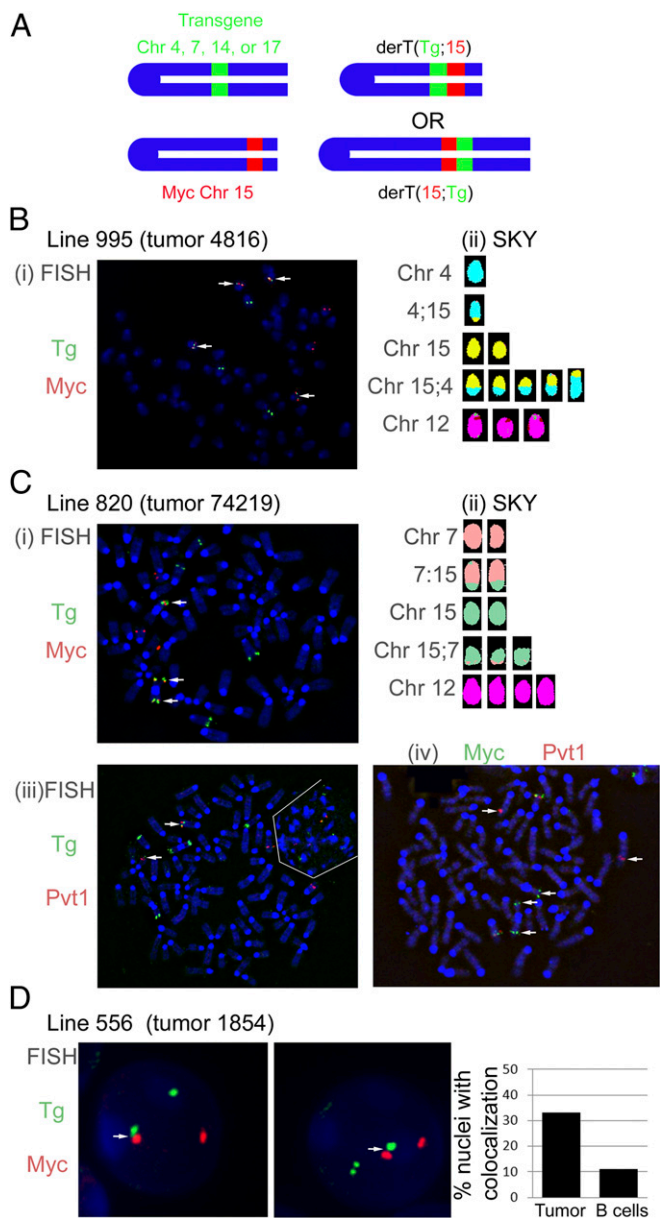 A
Transgene
Chr 4, 7, 14, or 17
derT(Tg;15)
OR
Myc Chr 15
derT(15;Tg)
B
Line 995 (tumor 4816)
(i) FISH
Tg
Myc
(ii) SKY
Chr 4
4;15
Chr 15
Chr 15;4
Chr 12
C
Line 820 (tumor 74219)
(i) FISH
Tg
Myc
(ii) SKY
Chr 7
7:15
Chr 15
Chr 15;7
Chr 12
(iii)FISH
Tg
Pvt1
(iv) Myc Pvt1
D
Line 556 (tumor 1854)
FISH
Tg
Myc
% nuclei with
colocalization
50
40
30
20
10
0
Tumor B cells